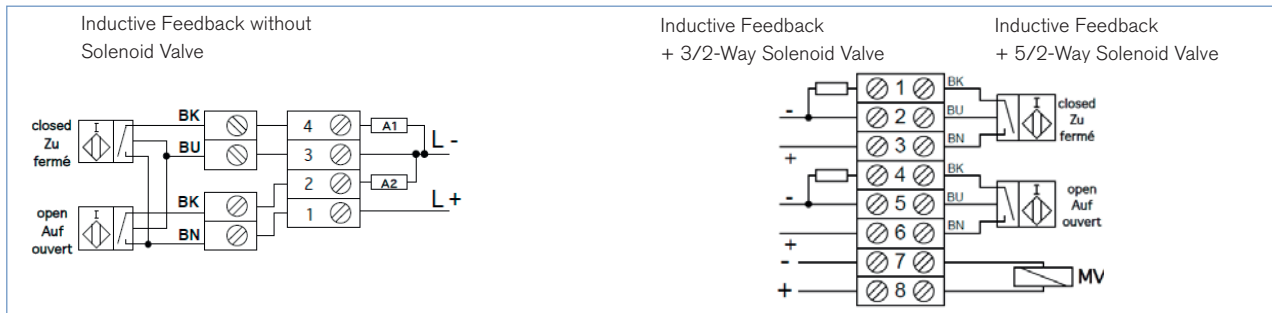 Inductive Feedback without
Solenoid Valve
closed
Zu
fermé
open
Auf
ouvert
I
I
BK
BU
BK
BN
4
3
2
1
A1
A2
L -
L +
Inductive Feedback
+ 3/2-Way Solenoid Valve
Inductive Feedback
+ 5/2-Way Solenoid Valve
-
+
-
+
-
+
1
2
3
4
5
6
7
8
BK
BU
BN
BK
BU
BN
I
closed
Zu
fermé
I
open
Auf
ouvert
MV